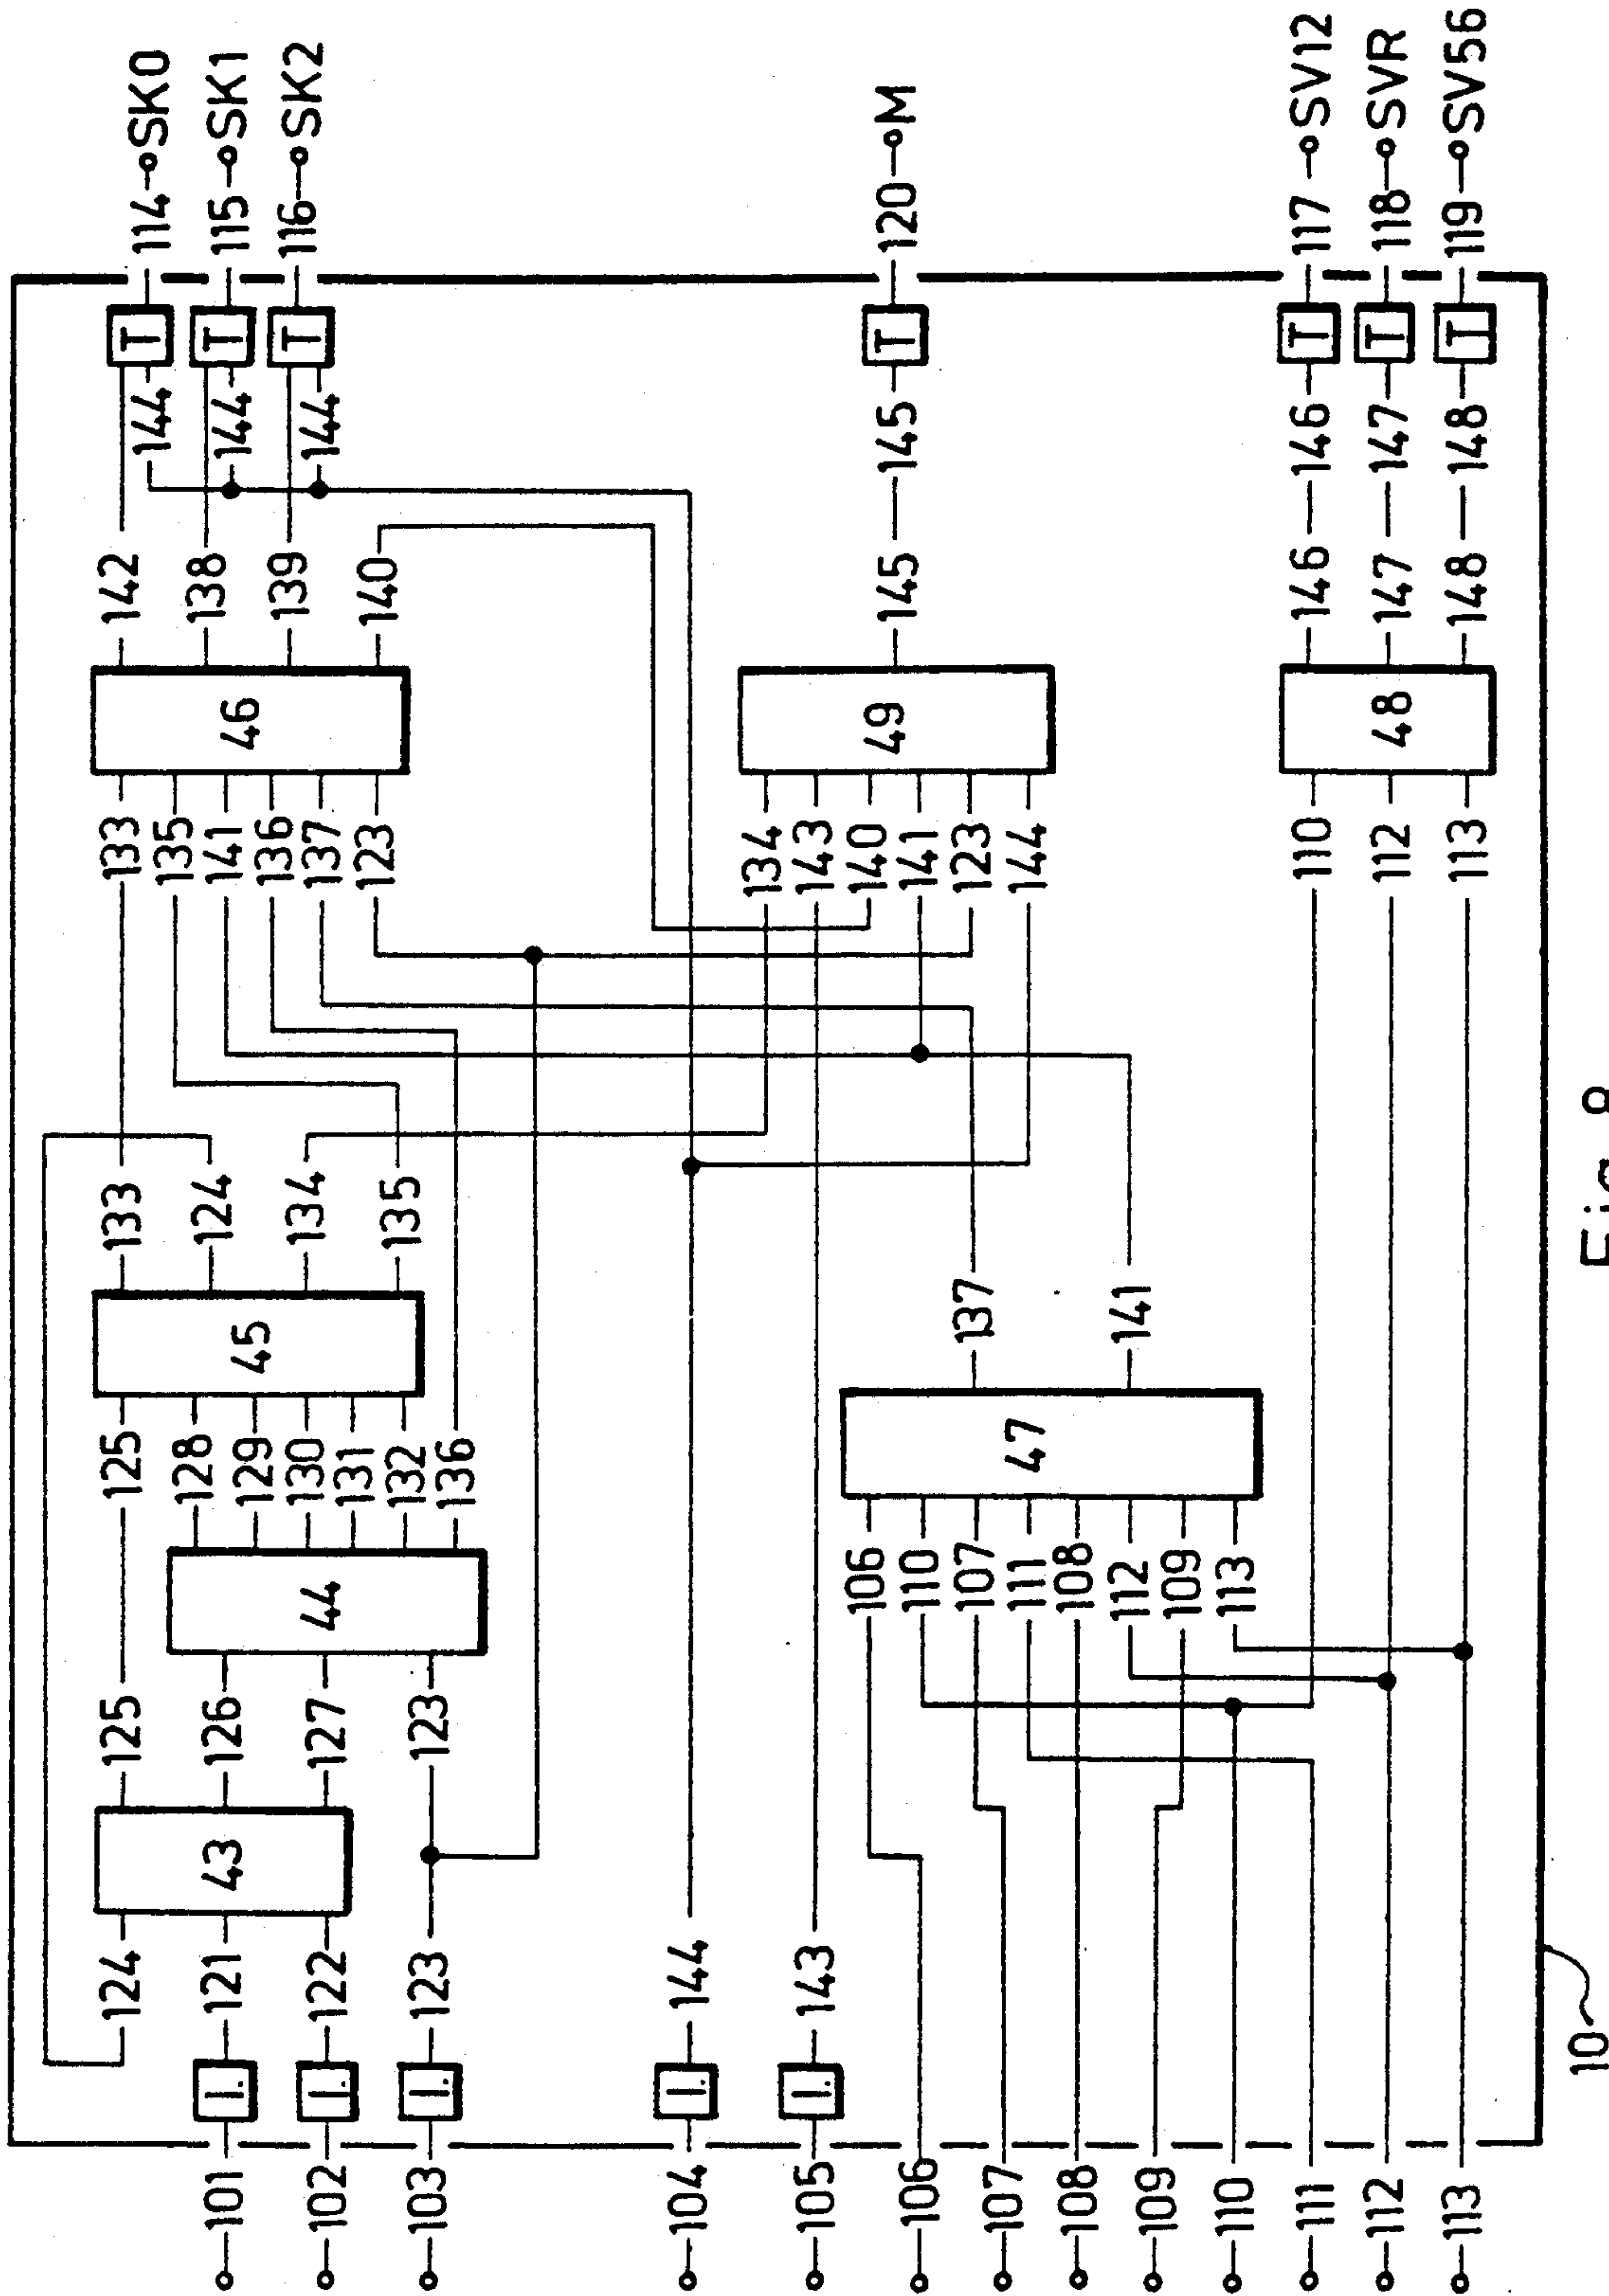 124 125 125 133 133 142
T 144 114 SK0
128 135
101 I. 121 43 126 45 124 141 46 138 144 T 115 SK1
129 136 139 144 T 116 SK2
102 I. 122 127 44 130 134 137
131
103 I. 123 123 132 135 123 140
136
104 I. 144
134
105 I. 143 143
106 106 140 49 145 145 T 120 M
110 141
107 107 137 123
111 47 144
108 108
112 141
109 109
110 113
111 110 146 146 T 117 SV12
112 112 48 147 147 T 118 SVR
113 113 148 148 T 119 SV56
10
Fig.